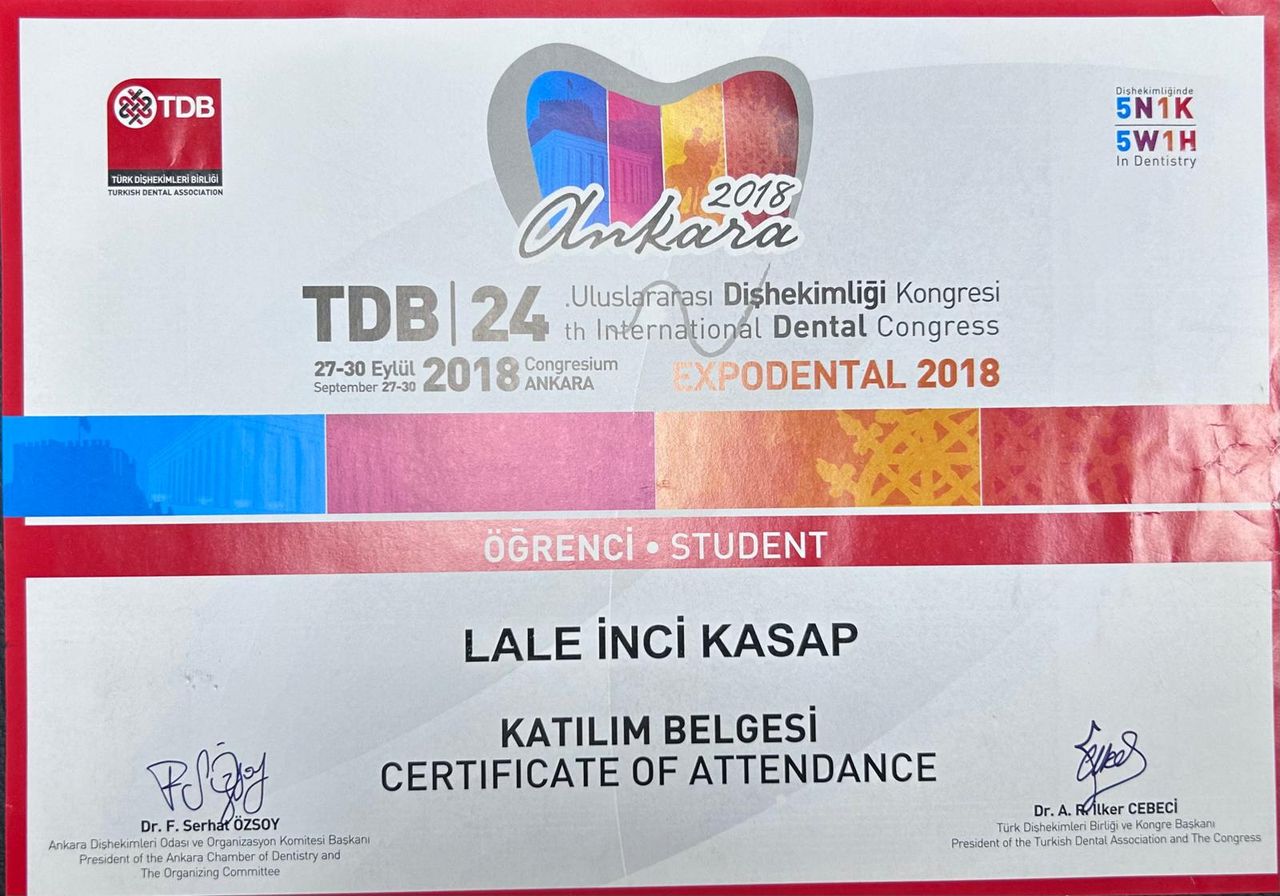 TDB
TÜRK DİŞHEKİMLERİ BİRLİĞİ
TURKISH DENTAL ASSOCIATION
2018
Ankara
Dişhekimliğinde
5N1K
5W1H
In Dentistry
TDB | 24 .Uluslararası Dişhekimliği Kongresi
th International Dental Congress
27-30 Eylül
September 27-30
2018 Congresium
ANKARA
EXPODENTAL 2018
ÖĞRENCİ • STUDENT
LALE İNCİ KASAP
KATILIM BELGESİ
CERTIFICATE OF ATTENDANCE
Dr. F. Serhat ÖZSOY
Ankara Dişhekimleri Odası ve Organizasyon Komitesi Başkanı
President of the Ankara Chamber of Dentistry and
The Organizing Committee
Dr. A. R. İlker CEBECİ
Türk Dişhekimleri Birliği ve Kongre Başkanı
President of the Turkish Dental Association and The Congress